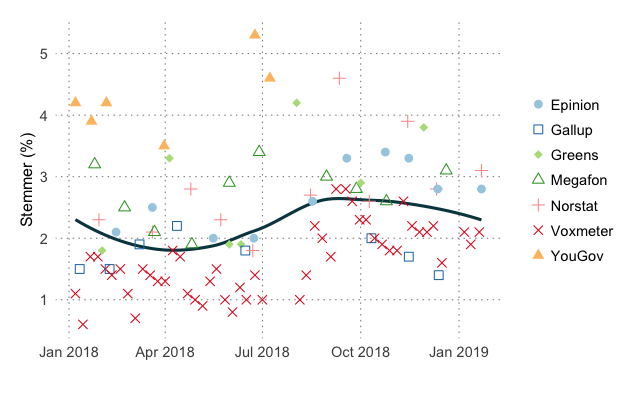 Stemmer (%)
5
4
3
2
1
Jan 2018 Apr 2018 Jul 2018 Oct 2018 Jan 2019
Epinion
Gallup
Greens
Megafon
Norstat
Voxmeter
YouGov